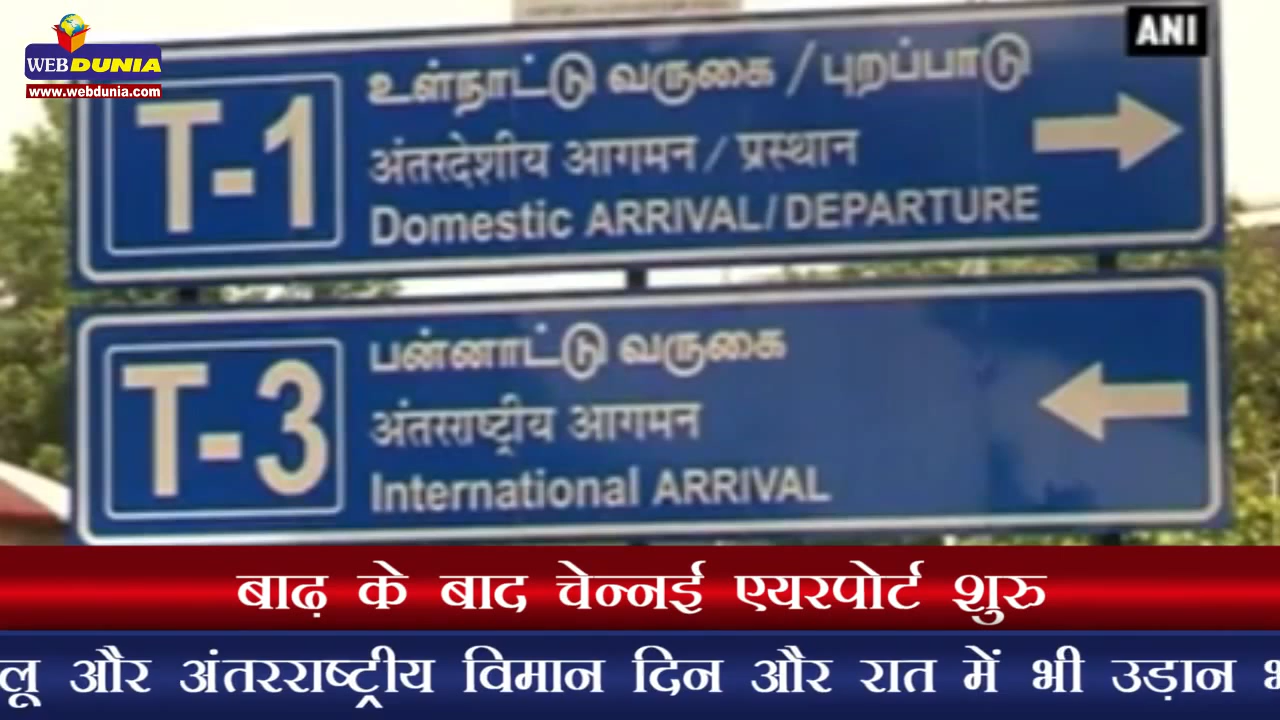 ANI
WEBDUNIA
www.webdunia.com
T-1
உள்நாட்டு வருகை / புறப்பாடு
अंतरदेशीय आगमन / प्रस्थान
Domestic ARRIVAL/DEPARTURE
T-3
பன்னாட்டு வருகை
अंतरराष्ट्रीय आगमन
International ARRIVAL
बाढ़ के बाद चेन्नई एयरपोर्ट शुरु
और अंतरराष्ट्रीय विमान दिन और रात में भी उड़ान